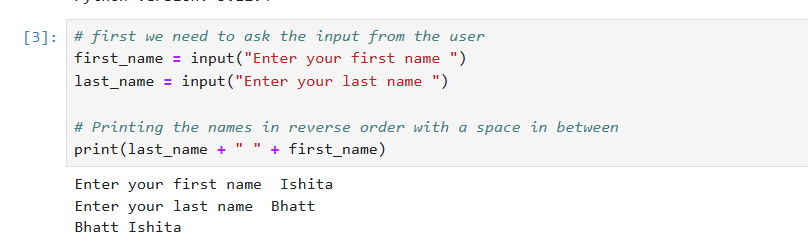 [3]: # first we need to ask the input from the user
first_name = input("Enter your first name ")
last_name = input("Enter your last name ")
# Printing the names in reverse order with a space in between
print(last_name + " " + first_name)
Enter your first name  Ishita
Enter your last name  Bhatt
Bhatt Ishita